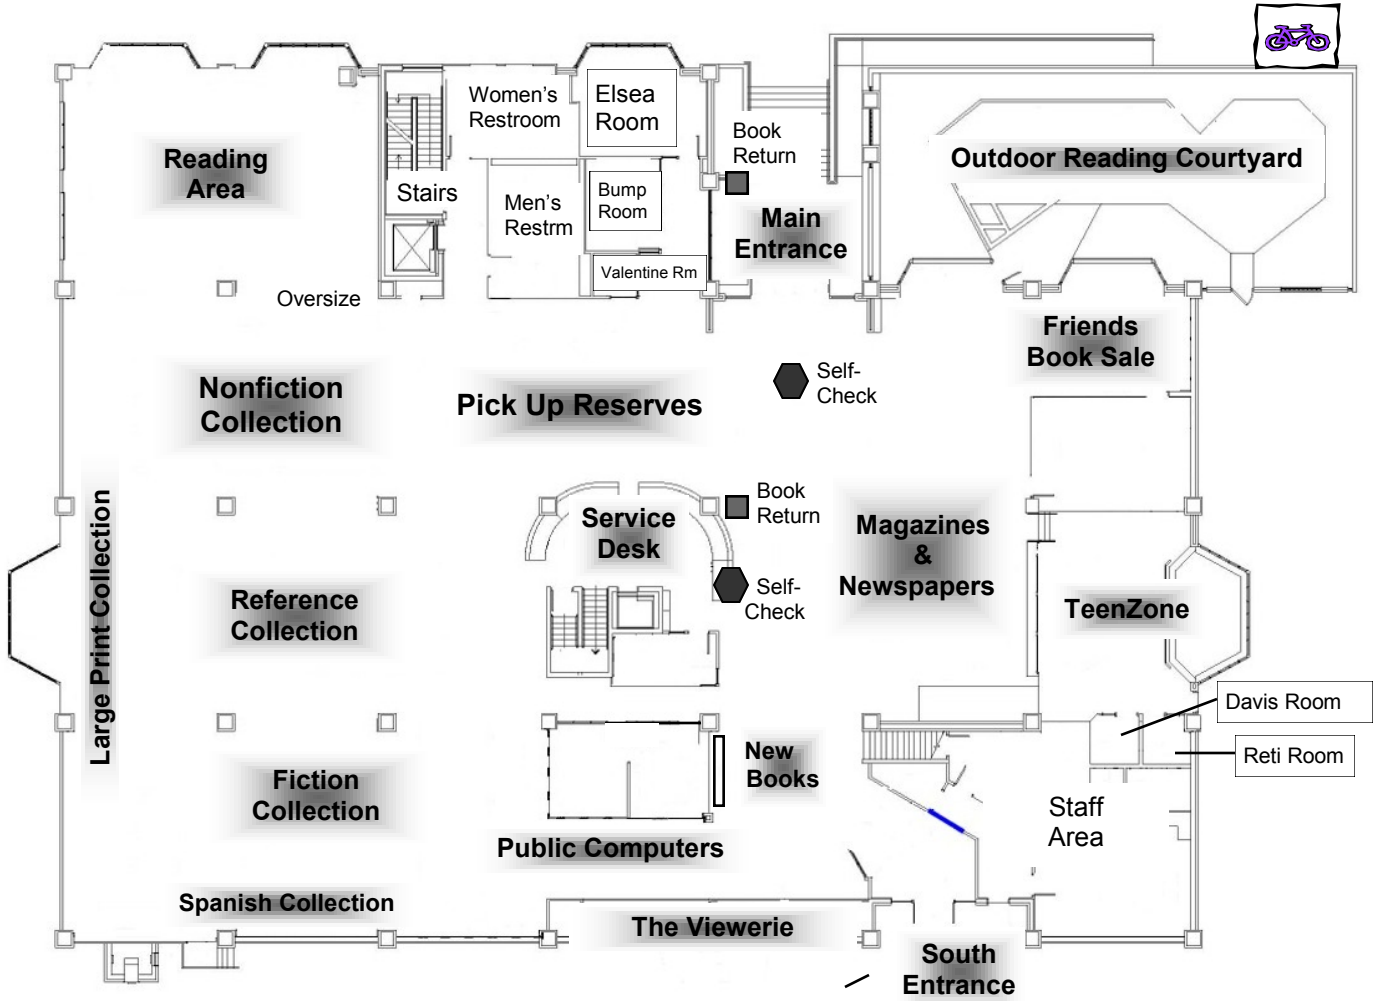 Women's
Restroom
Elsea
Room
Book
Return
Reading
Area
Outdoor Reading Courtyard
Stairs
Men's
Restrm
Bump
Room
Main
Entrance
Valentine Rm
Oversize
Friends
Book Sale
Nonfiction
Collection
Pick Up Reserves
Self-
Check
Large Print Collection
Service
Desk
Book
Return
Magazines
&
Newspapers
Reference
Collection
Self-
Check
TeenZone
Davis Room
Reti Room
New
Books
Fiction
Collection
Staff
Area
Public Computers
Spanish Collection
The Viewerie
South
Entrance